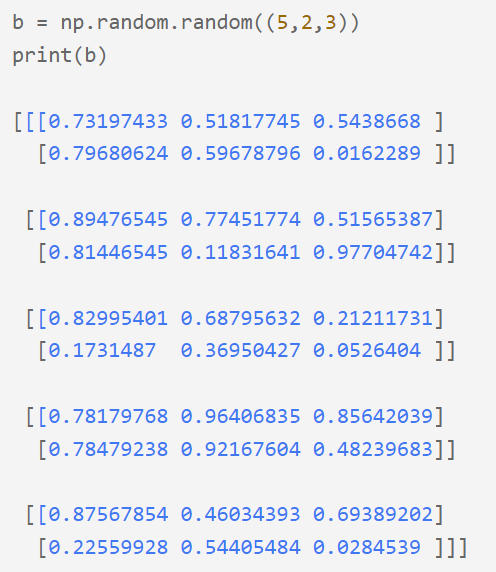 b = np.random.random((5,2,3))
print(b)
[[[0.73197433 0.51817745 0.5438668 ]
  [0.79680624 0.59678796 0.0162289 ]]
 [[0.89476545 0.77451774 0.51565387]
  [0.81446545 0.11831641 0.97704742]]
 [[0.82995401 0.68795632 0.21211731]
  [0.1731487  0.36950427 0.0526404 ]]
 [[0.78179768 0.96406835 0.85642039]
  [0.78479238 0.92167604 0.48239683]]
 [[0.87567854 0.46034393 0.69389202]
  [0.22559928 0.54405484 0.0284539 ]]]